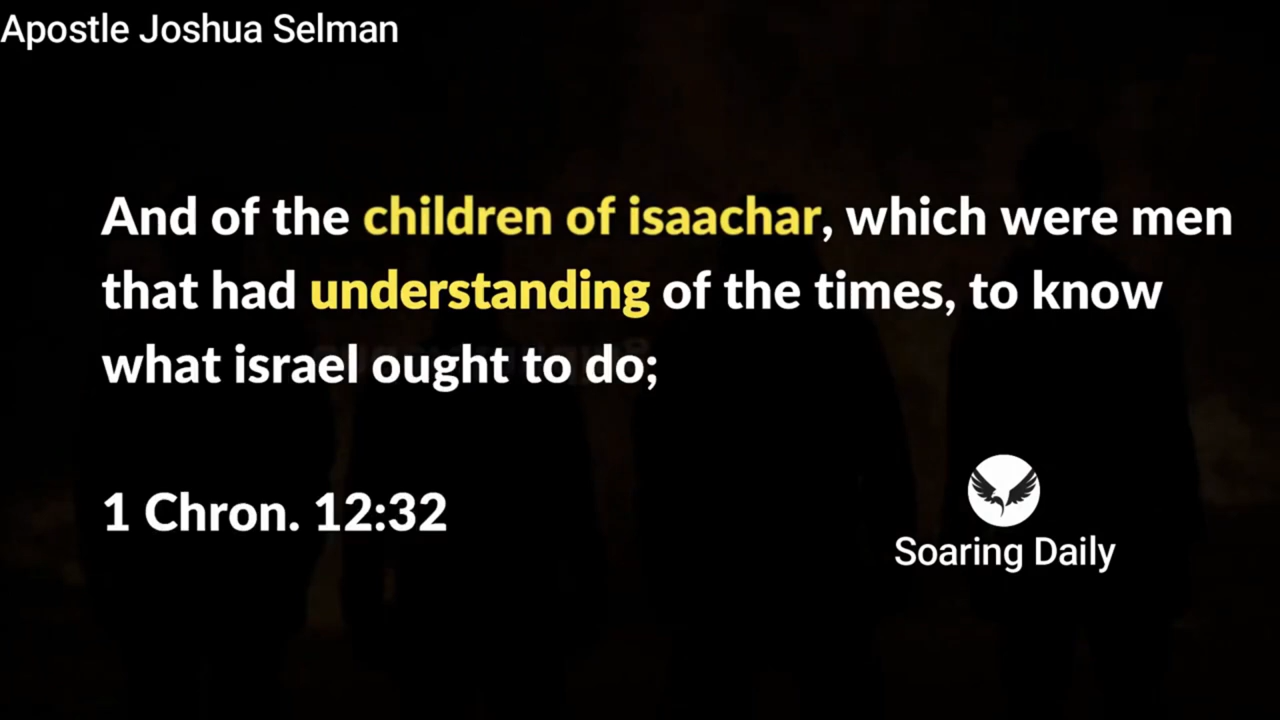 Apostle Joshua Selman
And of the children of isaachar, which were men
that had understanding of the times, to know
what israel ought to do;
1 Chron. 12:32
Soaring Daily